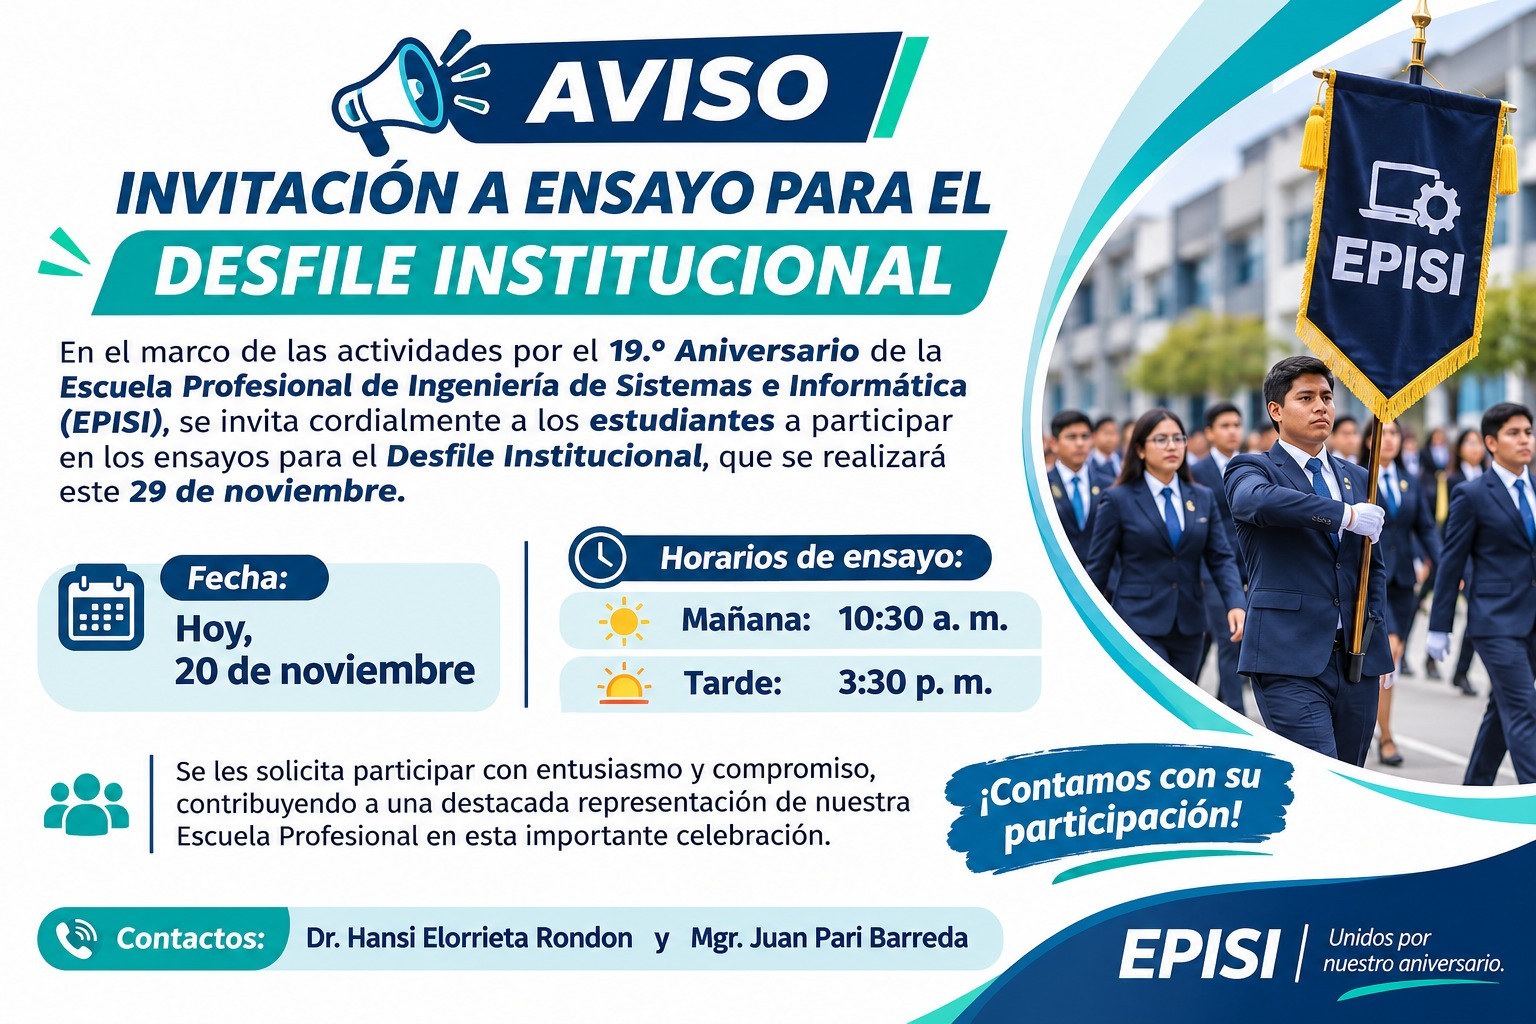 AVISO
INVITACIÓN A ENSAYO PARA EL
DESFILE INSTITUCIONAL
En el marco de las actividades por el 19.º Aniversario de la
Escuela Profesional de Ingeniería de Sistemas e Informática
(EPISI), se invita cordialmente a los estudiantes a participar
en los ensayos para el Desfile Institucional, que se realizará
este 29 de noviembre.
Fecha:
Hoy,
20 de noviembre
Horarios de ensayo:
Mañana: 10:30 a. m.
Tarde: 3:30 p. m.
Se les solicita participar con entusiasmo y compromiso,
contribuyendo a una destacada representación de nuestra
Escuela Profesional en esta importante celebración.
¡Contamos con su
participación!
Contactos: Dr. Hansi Elorrieta Rondon y Mgr. Juan Pari Barreda
EPISI
EPISI
Unidos por
nuestro aniversario.